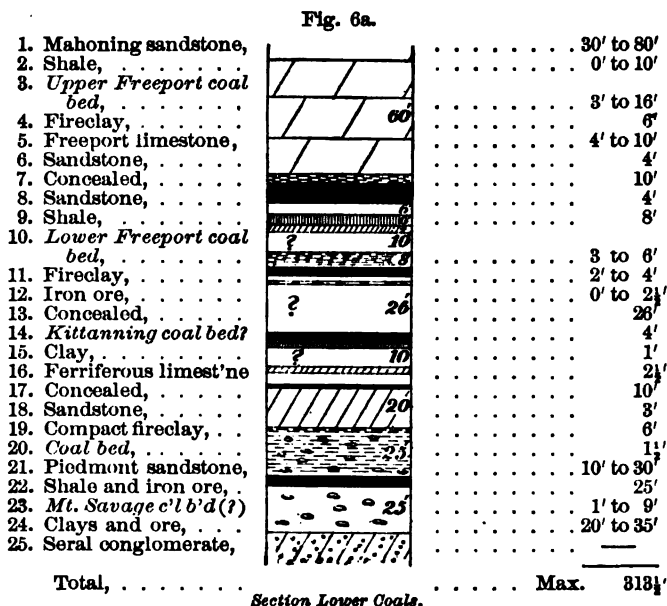 Fig. 6a.
1. Mahoning sandstone, . . . . . . . . 30' to 80'
2. Shale, . . . . . . . . . . . . . . 0' to 10'
3. Upper Freeport coal
bed, . . . . . . . . . . . . . . 3' to 16'
4. Fireclay, . . . . . . . . . . . . . 6"
60'
5. Freeport limestone, . . . . . . . . 4' to 10'
6. Sandstone, . . . . . . . . . . . . 4'
7. Concealed, . . . . . . . . . . . . 10'
8. Sandstone, . . . . . . . . . . . . 4'
9. Shale, . . . . . . . . . . . . . . 8'
10. Lower Freeport coal
? 10'
bed, . . . . . . . . . . . . . . 3 to 6'
8
11. Fireclay, . . . . . . . . . . . . 2' to 4'
12. Iron ore, . . . . . . . . . . . . 0' to 2½'
13. Concealed, . . . . . . . . . . . . 26'
? 26'
14. Kittanning coal bed? . . . . . . . . 4'
15. Clay, . . . . . . . . . . . . . . 1'
? 10'
16. Ferriferous limest'ne . . . . . . . . 2½'
17. Concealed, . . . . . . . . . . . . 10'
18. Sandstone, . . . . . . . . . . . . 3'
20'
19. Compact fireclay, . . . . . . . . . 6'
20. Coal bed, . . . . . . . . . . . . 1½'
25'
21. Piedmont sandstone, . . . . . . . . 10' to 30'
22. Shale and iron ore, . . . . . . . . 25'
23. Mt. Savage c'l b'd (?) . . . . . . . . 1' to 9'
25'
24. Clays and ore, . . . . . . . . . . 20' to 35'
25. Seral conglomerate, . . . . . . . . —
Total, . . . . . . . . . . . . Max. 313½'
Section Lower Coals.